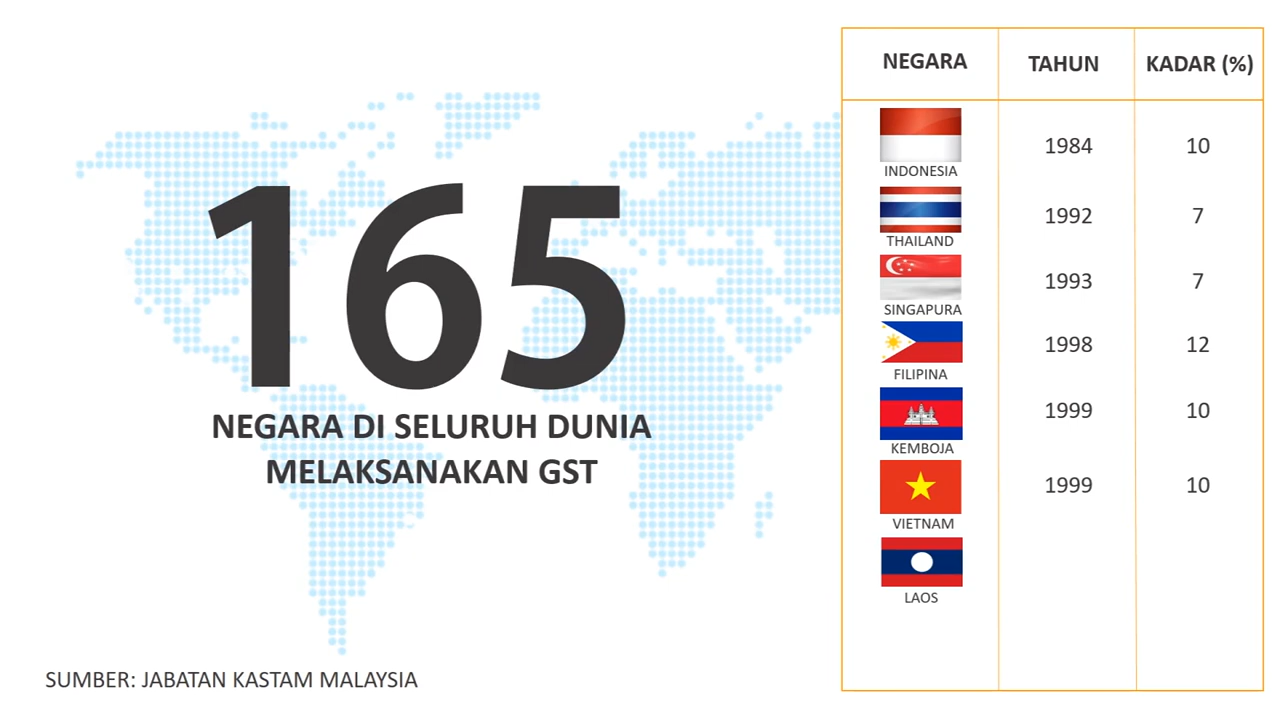 165
NEGARA DI SELURUH DUNIA
MELAKSANAKAN GST
SUMBER: JABATAN KASTAM MALAYSIA
NEGARA TAHUN KADAR (%)
INDONESIA 1984 10
THAILAND 1992 7
SINGAPURA 1993 7
FILIPINA 1998 12
KEMBOJA 1999 10
VIETNAM 1999 10
LAOS